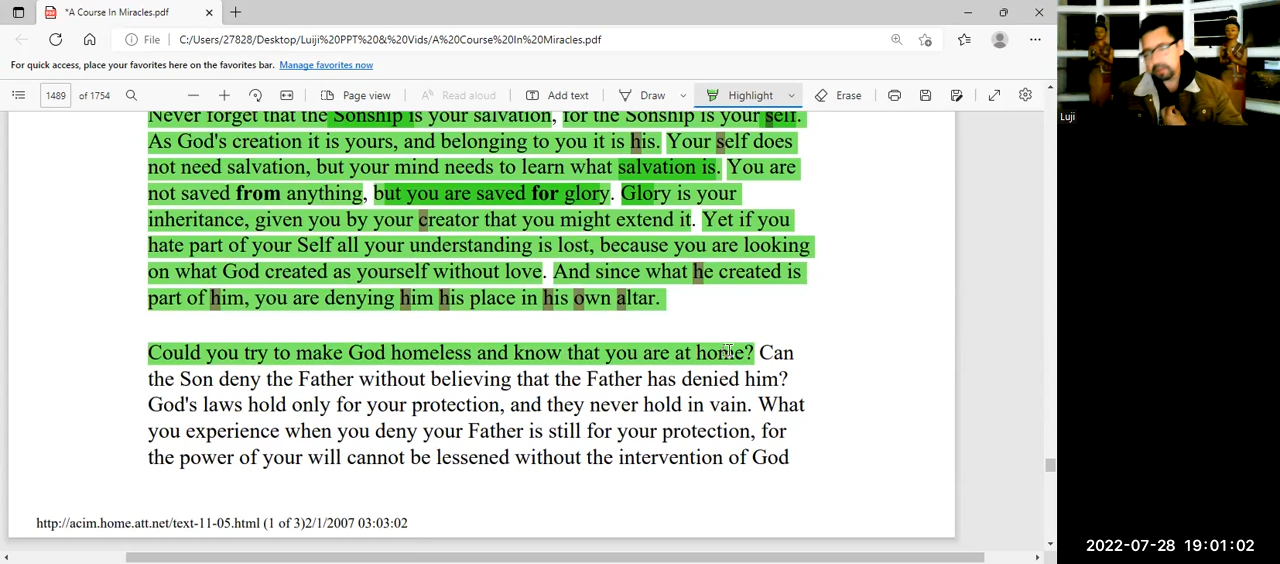 *A Course In Miracles.pdf
File C:/Users/27828/Desktop/Luiji%20PPT%20&%20Vids/A%20Course%20In%20Miracles.pdf
For quick access, place your favorites here on the favorites bar. Manage favorites now
1489 of 1754 Page view Read aloud Add text Draw Highlight Erase
Never forget that the Sonship is your salvation, for the Sonship is your self.
As God's creation it is yours, and belonging to you it is his. Your self does
not need salvation, but your mind needs to learn what salvation is. You are
not saved from anything, but you are saved for glory. Glory is your
inheritance, given you by your creator that you might extend it. Yet if you
hate part of your Self all your understanding is lost, because you are looking
on what God created as yourself without love. And since what he created is
part of him, you are denying him his place in his own altar.
Could you try to make God homeless and know that you are at home? Can
the Son deny the Father without believing that the Father has denied him?
God's laws hold only for your protection, and they never hold in vain. What
you experience when you deny your Father is still for your protection, for
the power of your will cannot be lessened without the intervention of God
http://acim.home.att.net/text-11-05.html (1 of 3)2/1/2007 03:03:02
Luji
2022-07-28 19:01:02